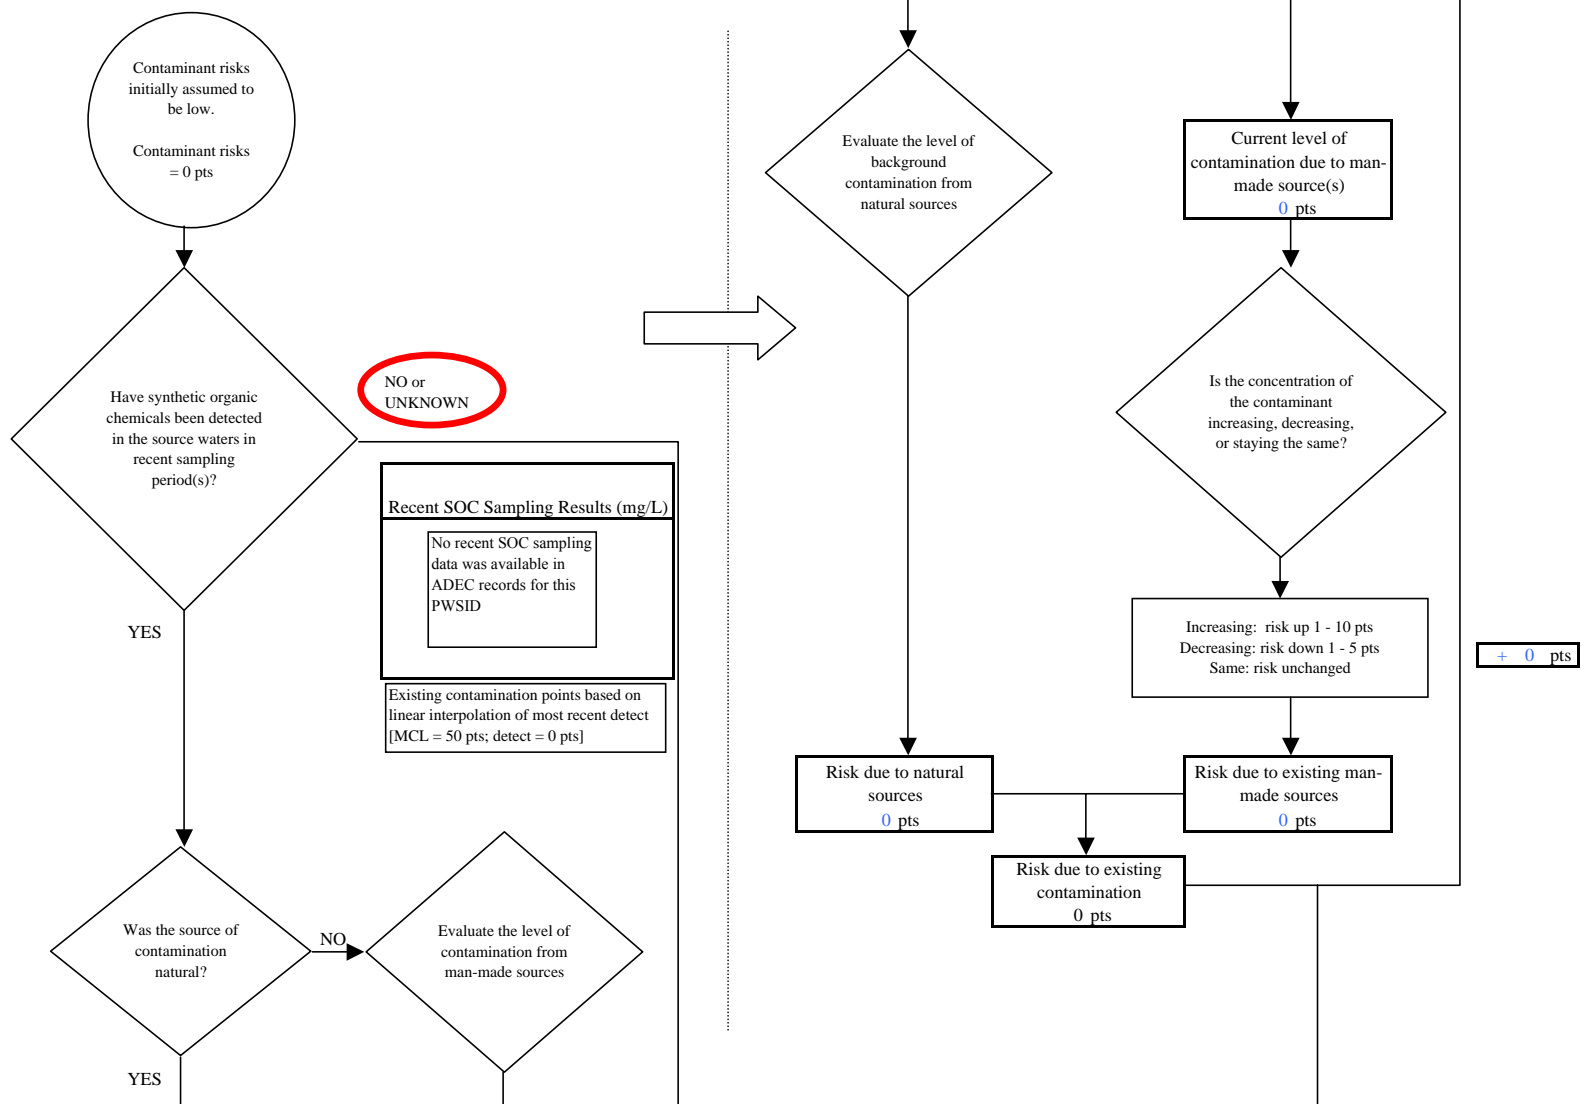 Contaminant risks
initially assumed to
be low.
Contaminant risks
= 0 pts
Have synthetic organic
chemicals been detected
in the source waters in
recent sampling
period(s)?
NO or
UNKNOWN
Recent SOC Sampling Results (mg/L)
No recent SOC sampling
data was available in
ADEC records for this
PWSID
Existing contamination points based on
linear interpolation of most recent detect
[MCL = 50 pts; detect = 0 pts]
YES
Was the source of
contamination
natural?
NO
Evaluate the level of
contamination from
man-made sources
YES
Evaluate the level of
background
contamination from
natural sources
Current level of
contamination due to man-
made source(s)
0 pts
Is the concentration of
the contaminant
increasing, decreasing,
or staying the same?
Increasing: risk up 1 - 10 pts
Decreasing: risk down 1 - 5 pts
Same: risk unchanged
+ 0 pts
Risk due to natural
sources
0 pts
Risk due to existing man-
made sources
0 pts
Risk due to existing
contamination
0 pts